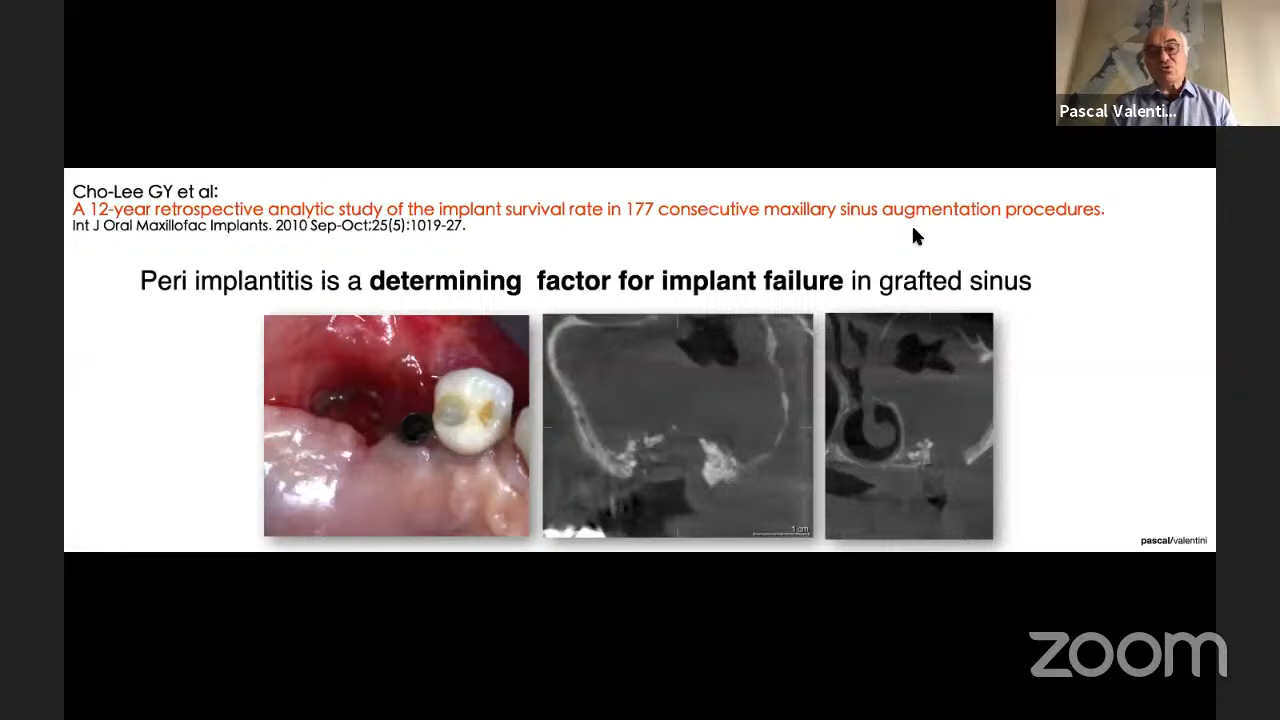 Pascal Valenti...
Cho-Lee GY et al:
A 12-year retrospective analytic study of the implant survival rate in 177 consecutive maxillary sinus augmentation procedures.
Int J Oral Maxillofac Implants. 2010 Sep-Oct;25(5):1019-27.
Peri implantitis is a determining factor for implant failure in grafted sinus
1 cm
pascal/valentini
zoom